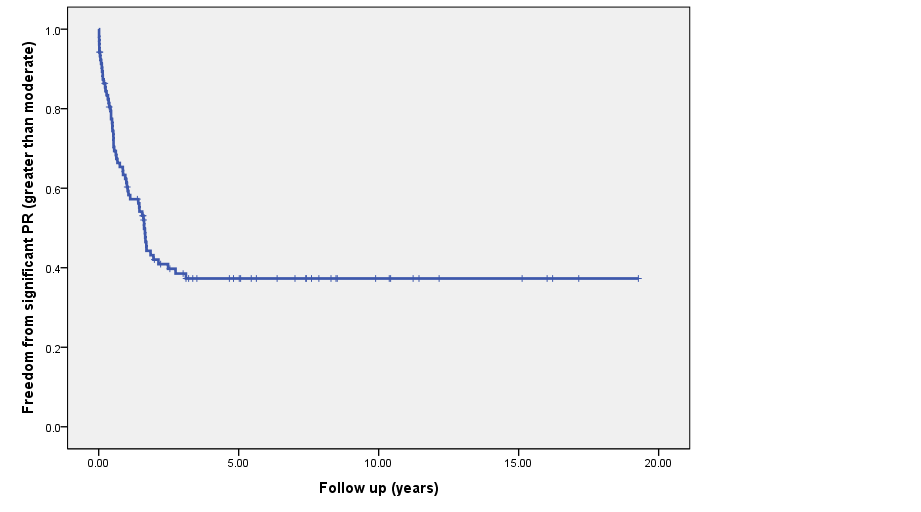 Freedom from significant PR (greater than moderate)
1.0
0.8
0.6
0.4
0.2
0.0
0.00 5.00 10.00 15.00 20.00
Follow up (years)